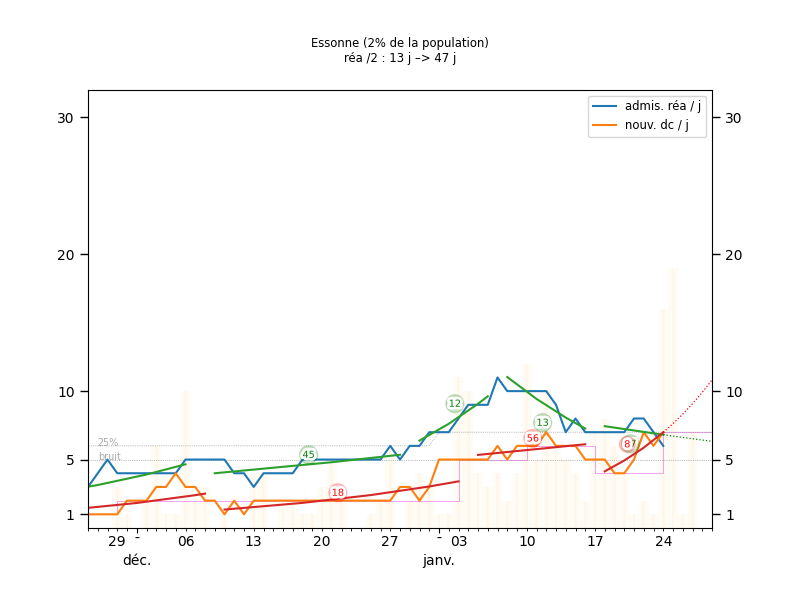 Essonne (2% de la population)
réa /2 : 13 j –> 47 j
admis. réa / j
nouv. dc / j
30 30
20 20
10 10
5 5
1 1
25%
bruit
12
13
45
56
18
8
29 - 06 13 20 27 - 03 10 17 24
déc. janv.